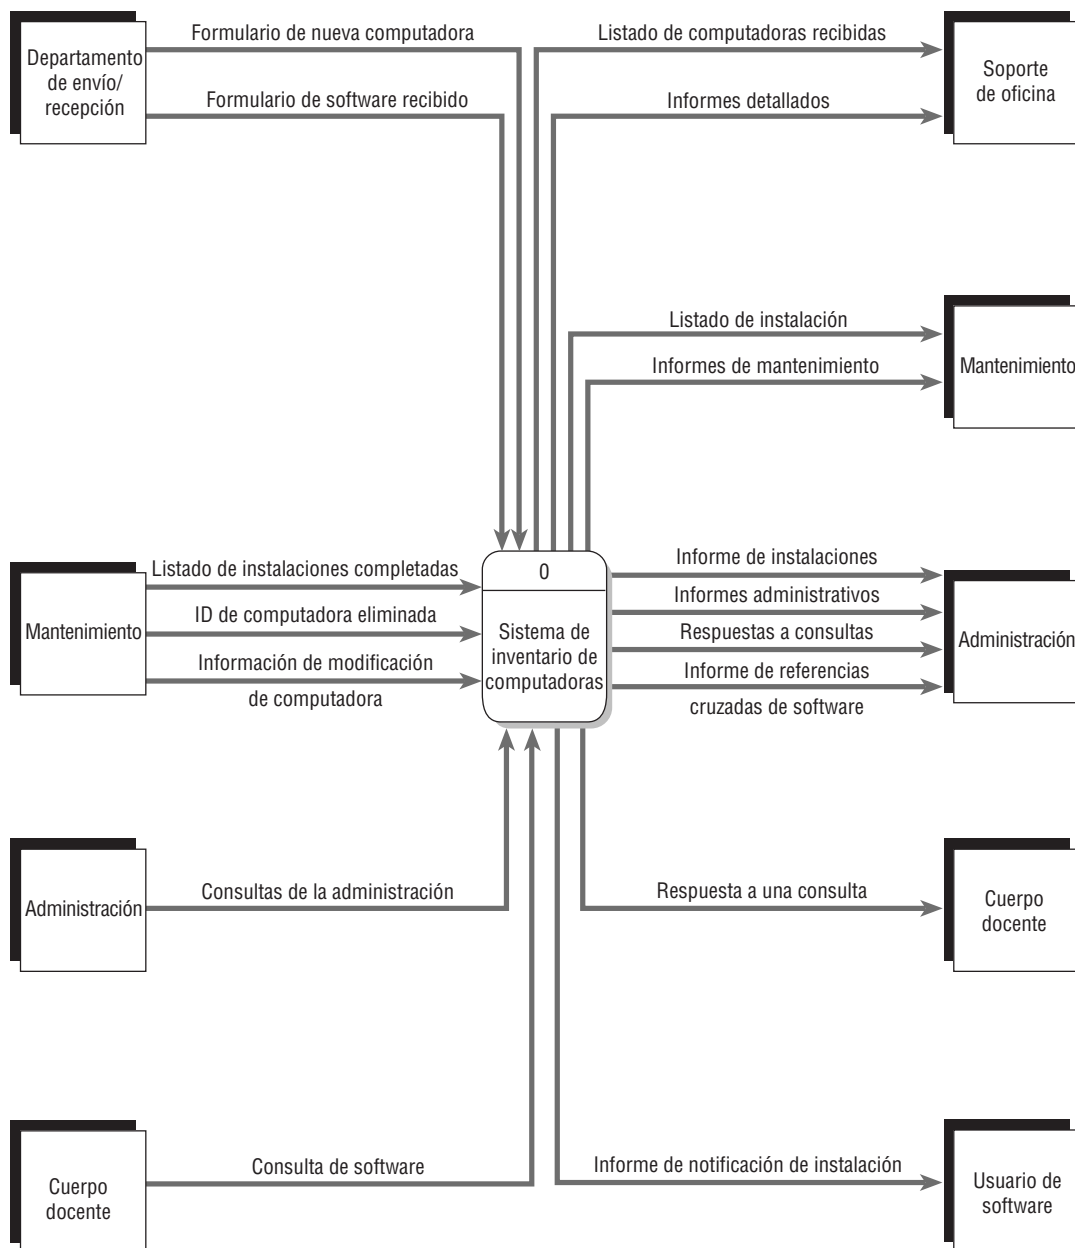 Departamento
de envío/
recepción
Formulario de nueva computadora
Formulario de software recibido
Listado de computadoras recibidas
Informes detallados
Soporte
de oficina
Listado de instalación
Informes de mantenimiento
Mantenimiento
Mantenimiento
Listado de instalaciones completadas
ID de computadora eliminada
Información de modificación
de computadora
0
Sistema de
inventario de
computadoras
Informe de instalaciones
Informes administrativos
Respuestas a consultas
Informe de referencias
cruzadas de software
Administración
Administración
Consultas de la administración
Respuesta a una consulta
Cuerpo
docente
Cuerpo
docente
Consulta de software
Informe de notificación de instalación
Usuario de
software